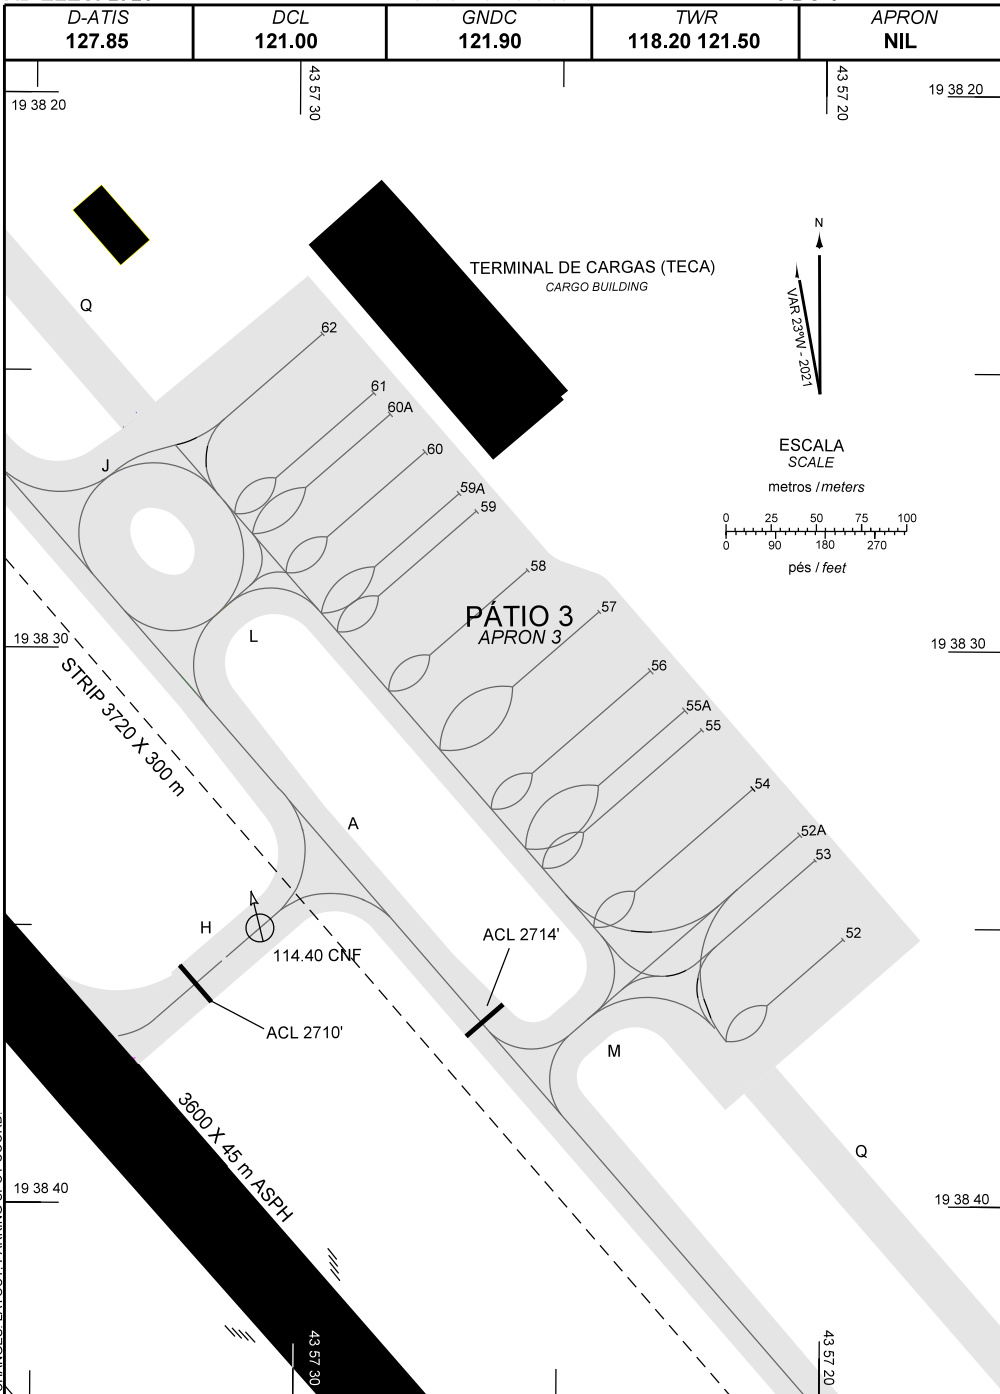 D-ATIS
127.85
DCL
121.00
GNDC
121.90
TWR
118.20 121.50
APRON
NIL
43 57 30
43 57 20
19 38 20
19 38 20
N
VAR 23ºW - 2021
TERMINAL DE CARGAS (TECA)
CARGO BUILDING
Q
62
61
60A
60
59A
59
58
57
56
55A
55
54
52A
53
52
J
ESCALA
SCALE
metros / meters
0 25 50 75 100
0 90 180 270
pés / feet
PÁTIO 3
APRON 3
L
19 38 30
19 38 30
STRIP 3720 X 300 m
A
H
114.40 CNF
ACL 2714'
ACL 2710'
M
Q
3600 X 45 m ASPH
19 38 40
19 38 40
43 57 30
43 57 20